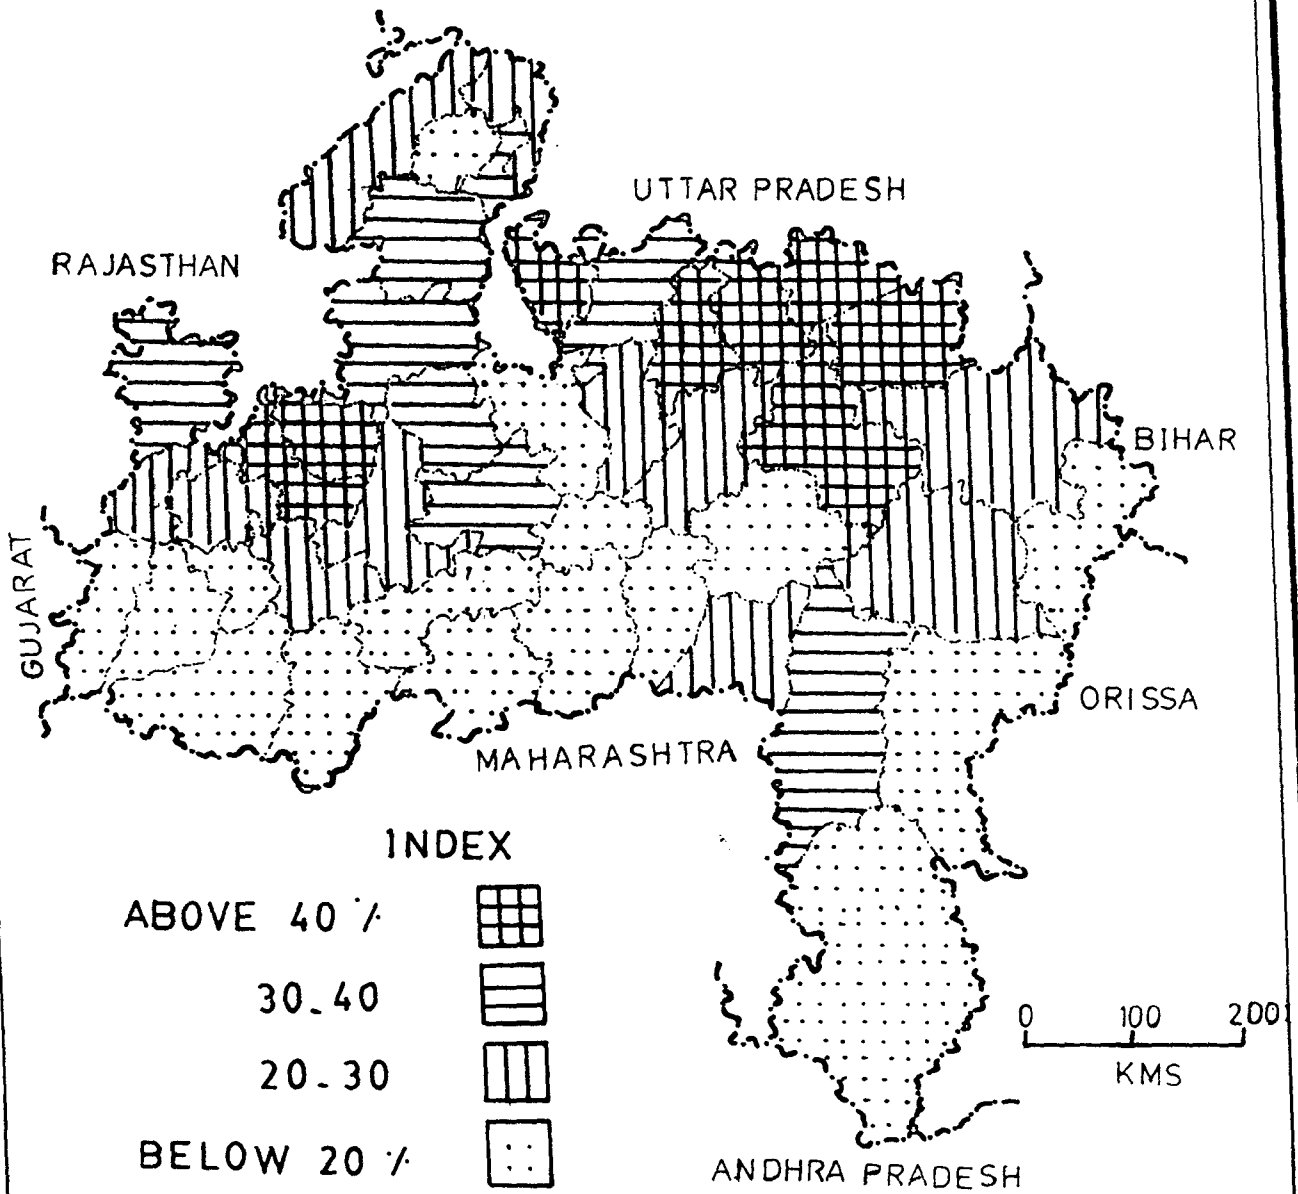 UTTAR PRADESH
RAJASTHAN
BIHAR
GUJARAT
ORISSA
MAHARASHTRA
INDEX
ABOVE 40 %
30-40
20-30
BELOW 20 %
0 100 200
KMS
ANDHRA PRADESH